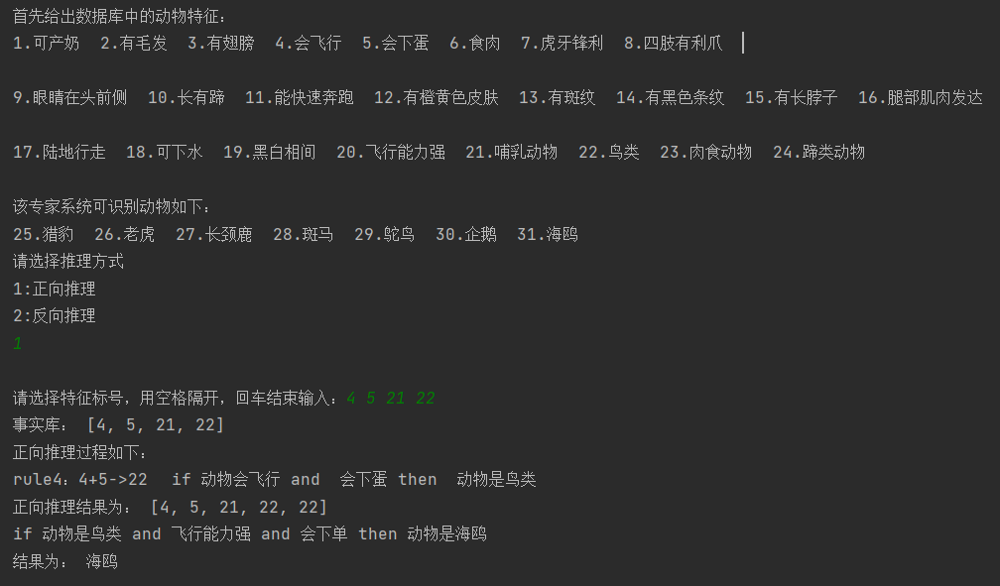 首先给出数据库中的动物特征:
1.可产奶  2.有毛发  3.有翅膀  4.会飞行  5.会下蛋  6.食肉  7.虎牙锋利  8.四肢有利爪
9.眼睛在头前侧  10.长有蹄  11.能快速奔跑  12.有橙黄色皮肤  13.有斑纹  14.有黑色条纹  15.有长脖子  16.腿部肌肉发达
17.陆地行走  18.可下水  19.黑白相间  20.飞行能力强  21.哺乳动物  22.鸟类  23.肉食动物  24.蹄类动物
该专家系统可识别动物如下:
25.猎豹  26.老虎  27.长颈鹿  28.斑马  29.鸵鸟  30.企鹅  31.海鸥
请选择推理方式
1:正向推理
2:反向推理
1
请选择特征标号，用空格隔开，回车结束输入：4 5 21 22
事实库： [4, 5, 21, 22]
正向推理过程如下:
rule4：4+5->22  if 动物会飞行 and  会下蛋 then  动物是鸟类
正向推理结果为： [4, 5, 21, 22, 22]
if 动物是鸟类 and 飞行能力强 and 会下单 then 动物是海鸥
结果为： 海鸥